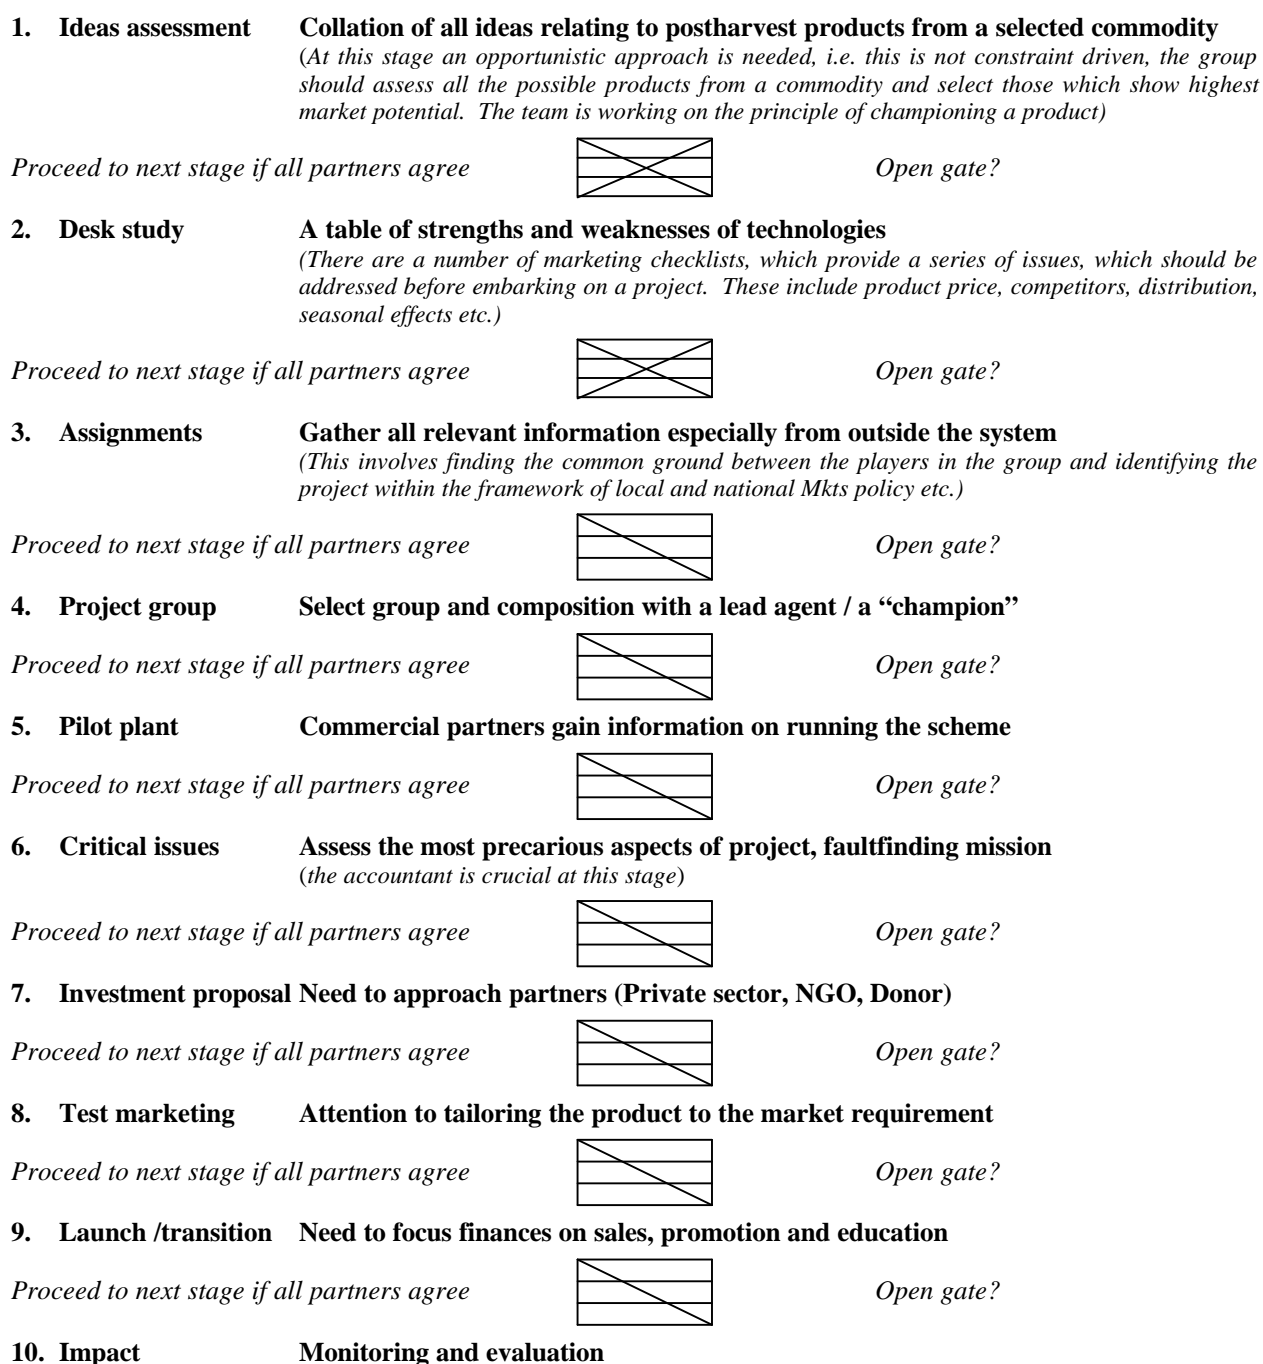 1. Ideas assessment Collation of all ideas relating to postharvest products from a selected commodity
(At this stage an opportunistic approach is needed, i.e. this is not constraint driven, the group
should assess all the possible products from a commodity and select those which show highest
market potential. The team is working on the principle of championing a product)
Proceed to next stage if all partners agree Open gate?
2. Desk study A table of strengths and weaknesses of technologies
(There are a number of marketing checklists, which provide a series of issues, which should be
addressed before embarking on a project. These include product price, competitors, distribution,
seasonal effects etc.)
Proceed to next stage if all partners agree Open gate?
3. Assignments Gather all relevant information especially from outside the system
(This involves finding the common ground between the players in the group and identifying the
project within the framework of local and national Mkts policy etc.)
Proceed to next stage if all partners agree Open gate?
4. Project group Select group and composition with a lead agent / a “champion”
Proceed to next stage if all partners agree Open gate?
5. Pilot plant Commercial partners gain information on running the scheme
Proceed to next stage if all partners agree Open gate?
6. Critical issues Assess the most precarious aspects of project, faultfinding mission
(the accountant is crucial at this stage)
Proceed to next stage if all partners agree Open gate?
7. Investment proposal Need to approach partners (Private sector, NGO, Donor)
Proceed to next stage if all partners agree Open gate?
8. Test marketing Attention to tailoring the product to the market requirement
Proceed to next stage if all partners agree Open gate?
9. Launch /transition Need to focus finances on sales, promotion and education
Proceed to next stage if all partners agree Open gate?
10. Impact Monitoring and evaluation